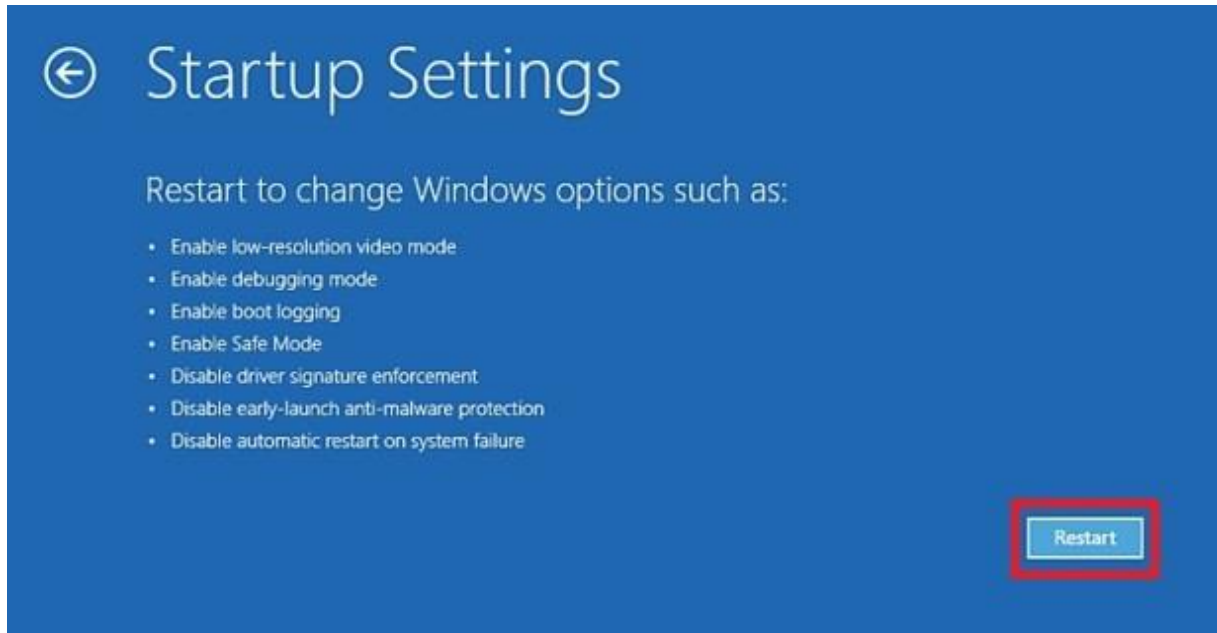 Startup Settings
Restart to change Windows options such as:
• Enable low-resolution video mode
• Enable debugging mode
• Enable boot logging
• Enable Safe Mode
• Disable driver signature enforcement
• Disable early-launch anti-malware protection
• Disable automatic restart on system failure
Restart